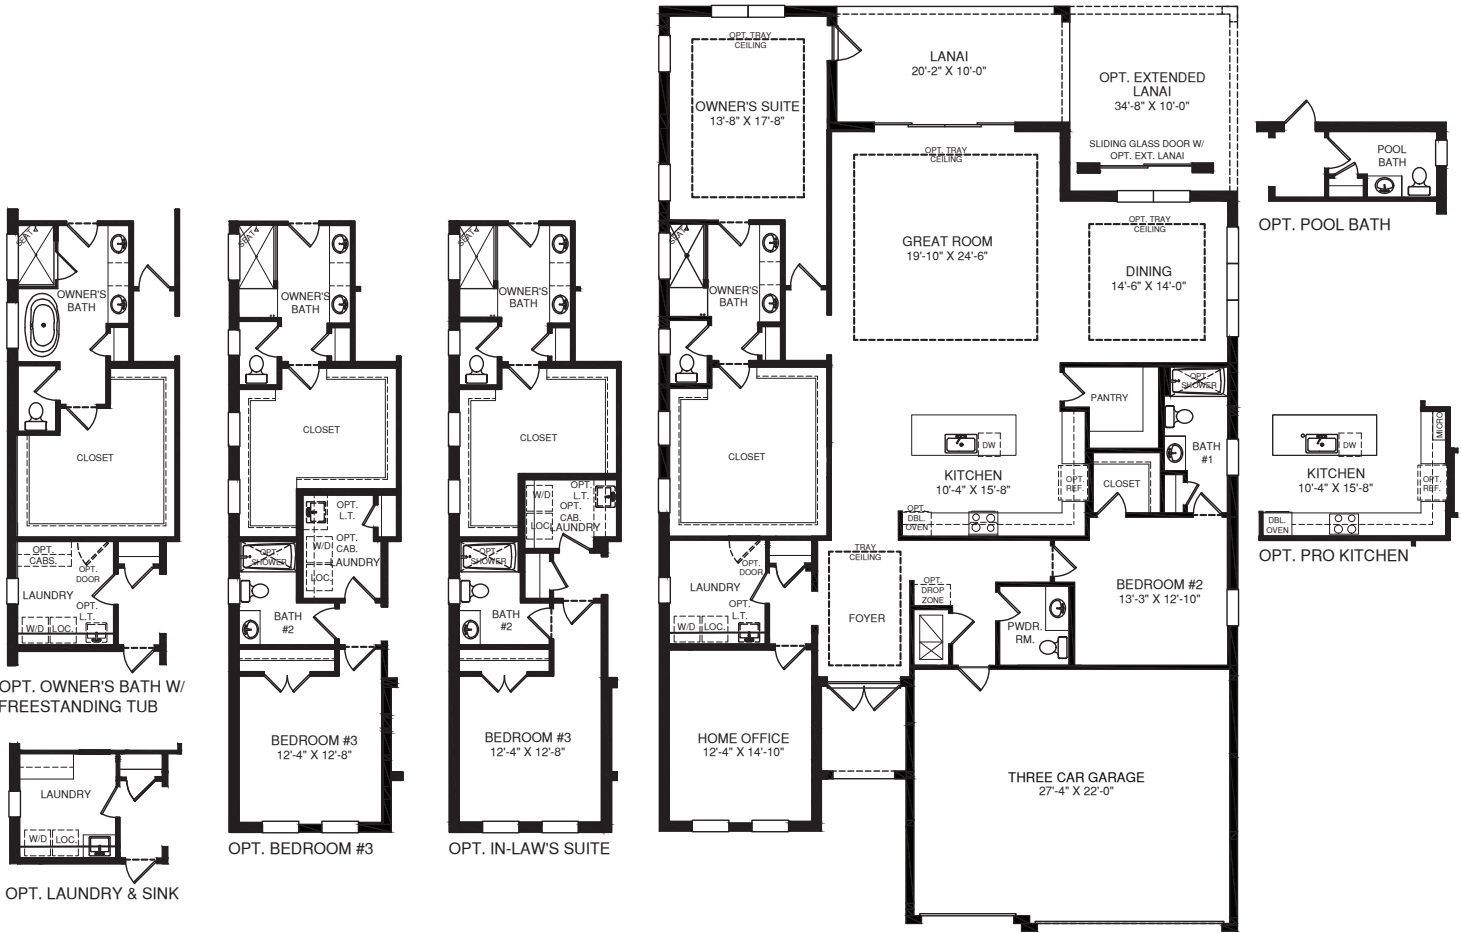 SEAT
OWNER'S
BATH
CLOSET
OPT.
CABS.
OPT.
DOOR
LAUNDRY
OPT.
L.T.
W/D
LOC.
OPT. OWNER'S BATH W/
FREESTANDING TUB
LAUNDRY
W/D
LOC.
OPT. LAUNDRY & SINK
SEAT
OWNER'S
BATH
CLOSET
OPT.
L.T.
OPT.
CAB.
W/D
LAUNDRY
LOC.
OPT.
SHOWER
BATH
#2
BEDROOM #3
12'-4" X 12'-8"
OPT. BEDROOM #3
SEAT
OWNER'S
BATH
CLOSET
OPT.
L.T.
W/D
OPT.
CAB.
LOC.
LAUNDRY
OPT.
SHOWER
BATH
#2
BEDROOM #3
12'-4" X 12'-8"
OPT. IN-LAW'S SUITE
OPT. TRAY
CEILING
OWNER'S SUITE
13'-8" X 17'-8"
LANAI
20'-2" X 10'-0"
OPT. EXTENDED
LANAI
34'-8" X 10'-0"
SLIDING GLASS DOOR W/
OPT. EXT. LANAI
OPT. TRAY
CEILING
GREAT ROOM
19'-10" X 24'-6"
OPT. TRAY
CEILING
DINING
14'-6" X 14'-0"
SEAT
OWNER'S
BATH
CLOSET
PANTRY
OPT.
SHOWER
BATH
#1
DW
KITCHEN
10'-4" X 15'-8"
OPT.
REF.
CLOSET
OPT.
DBL.
OVEN
TRAY
CEILING
FOYER
OPT.
DOOR
LAUNDRY
OPT.
L.T.
W/D
LOC.
OPT.
DROP
ZONE
PWDR.
RM.
BEDROOM #2
13'-3" X 12'-10"
HOME OFFICE
12'-4" X 14'-10"
THREE CAR GARAGE
27'-4" X 22'-0"
POOL
BATH
OPT. POOL BATH
MICRO
DW
KITCHEN
10'-4" X 15'-8"
OPT.
REF.
DBL.
OVEN
OPT. PRO KITCHEN